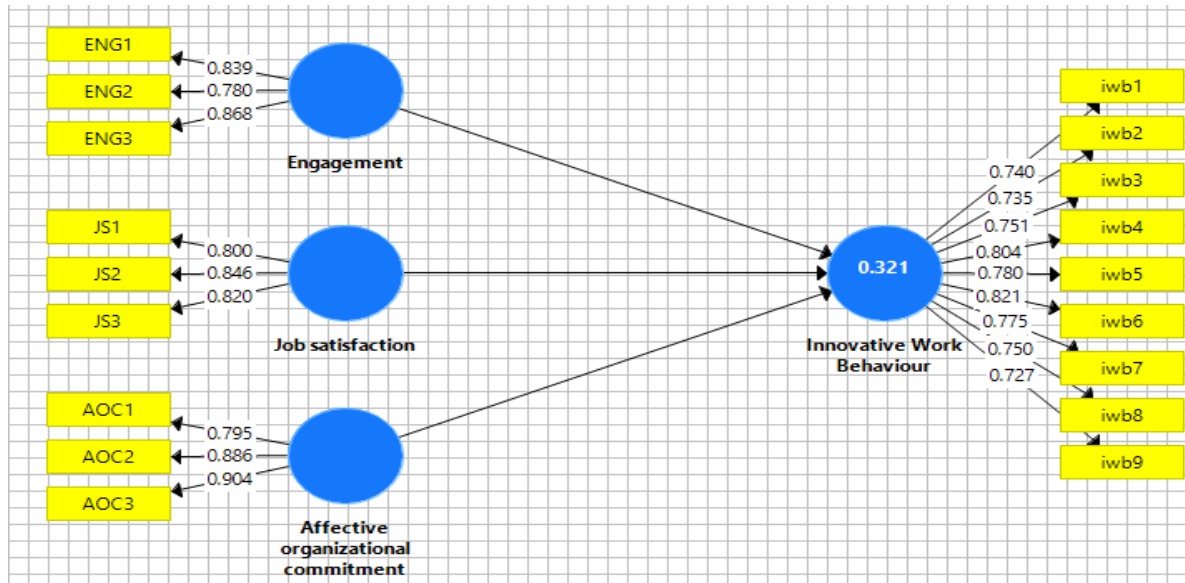 ENG1
0.839
ENG2
0.780
ENG3
0.868
Engagement
JS1
0.800
JS2
0.846
JS3
0.820
Job satisfaction
AOC1
0.795
AOC2
0.886
AOC3
0.904
Affective
organizational
commitment
0.321
Innovative Work
Behaviour
0.740
0.735
0.751
0.804
0.780
0.821
0.775
0.750
0.727
iwb1
iwb2
iwb3
iwb4
iwb5
iwb6
iwb7
iwb8
iwb9